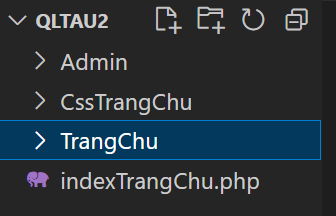 QLTAU2
Admin
CssTrangChu
TrangChu
indexTrangChu.php